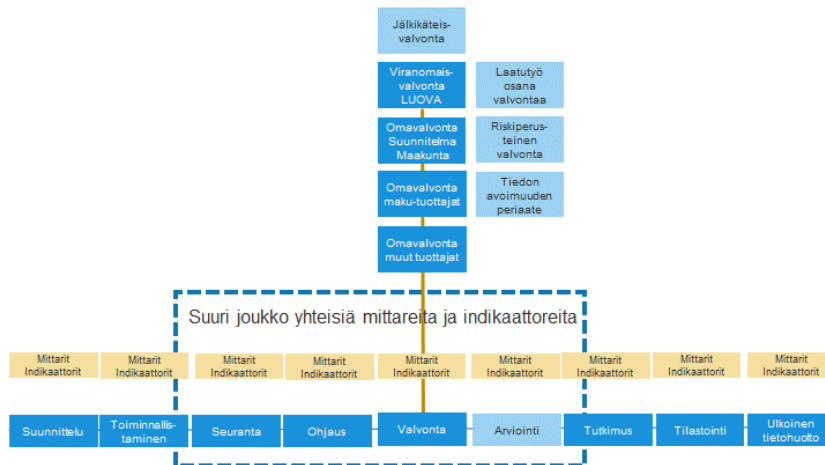 Jälkikäteis-
valvonta
Viranomais-
valvonta
LUOVA
Laatutyö
osana
valvontaa
Omavalvonta
Suunnitelma
Maakunta
Riskiperus-
teinen
valvonta
Omavalvonta
maku-tuottajat
Tiedon
avoimuuden
periaate
Omavalvonta
muut tuottajat
Suuri joukko yhteisiä mittareita ja indikaattoreita
Mittarit
Indikaattorit
Mittarit
Indikaattorit
Mittarit
Indikaattorit
Mittarit
Indikaattorit
Mittarit
Indikaattorit
Mittarit
Indikaattorit
Mittarit
Indikaattorit
Mittarit
Indikaattorit
Mittarit
Indikaattorit
Suunnittelu
Toiminnallis-
taminen
Seuranta
Ohjaus
Valvonta
Arviointi
Tutkimus
Tilastointi
Ulkoinen
tietohuolto